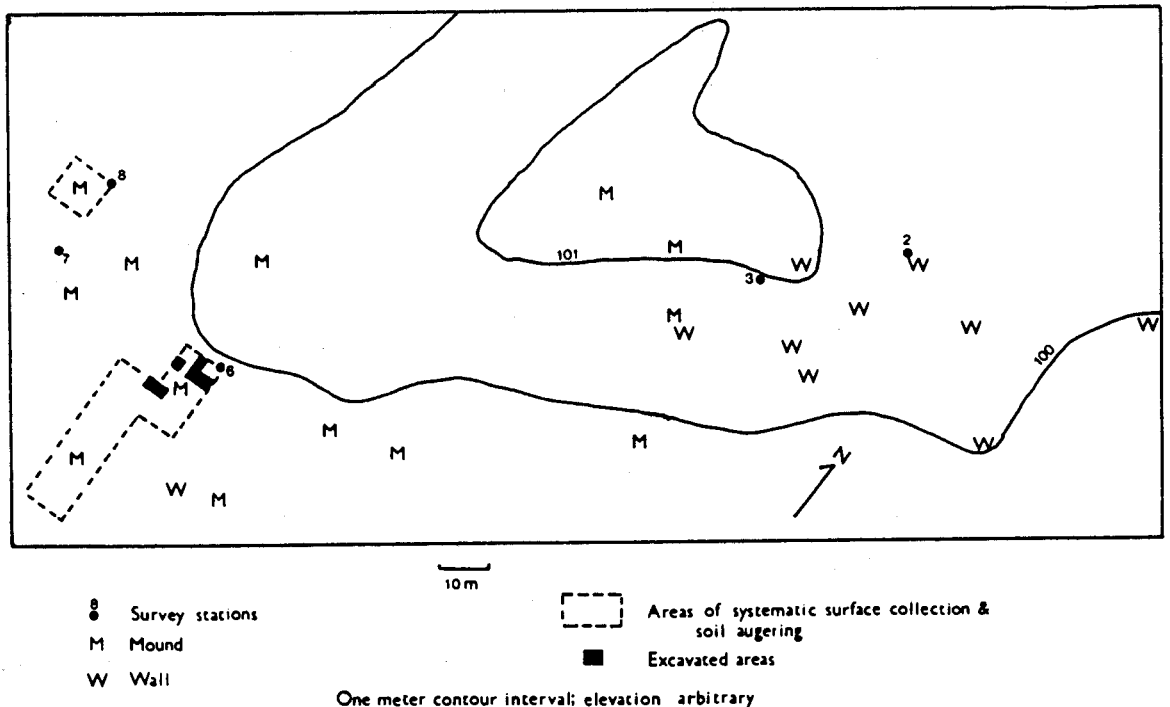 8
M
M
2
M
101
7
M
M
W
W
3
M
W
M
W
W
W
W
100
6
W
M
M
M
W
M
N
M
W
M
10 m
8
Survey stations
M Mound
W Wall
Areas of systematic surface collection &
soil augering
Excavated areas
One meter contour interval; elevation arbitrary